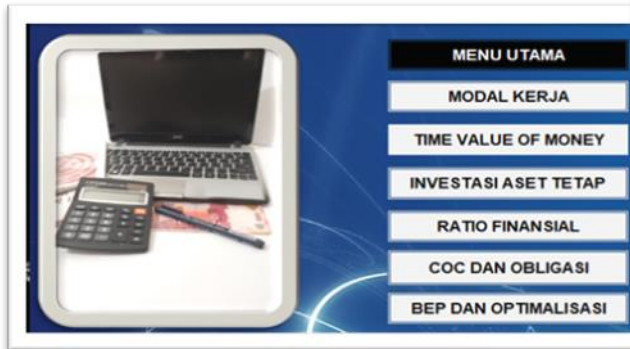 MENU UTAMA
MODAL KERJA
TIME VALUE OF MONEY
INVESTASI ASET TETAP
RATIO FINANSIAL
COC DAN OBLIGASI
BEP DAN OPTIMALISASI